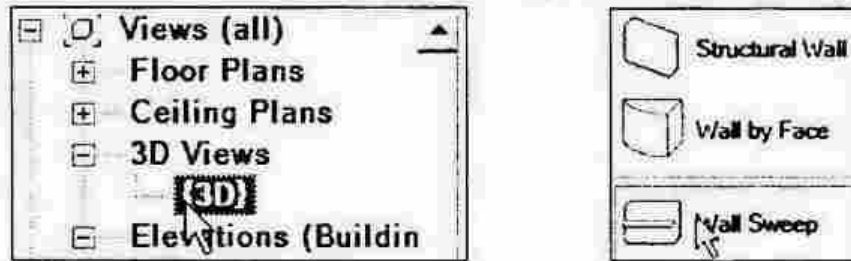 Views (all)
Floor Plans
Ceiling Plans
3D Views
{3D}
Elevations (Buildin
Structural Wall
Wall by Face
Wall Sweep